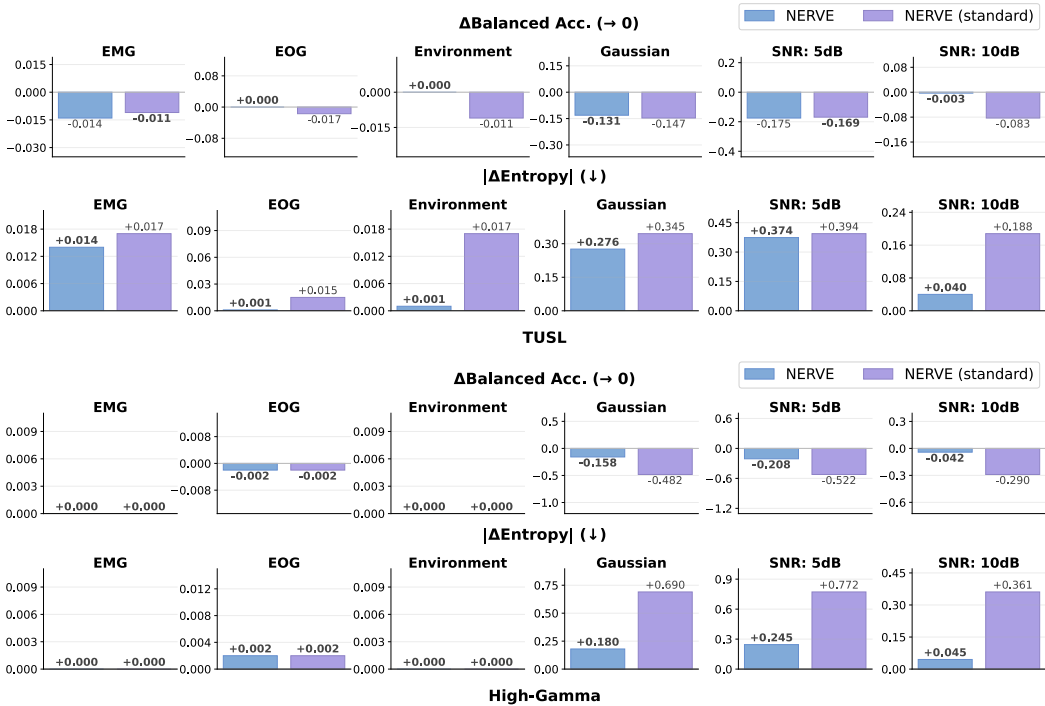 ΔBalanced Acc. (→ 0)
NERVE NERVE (standard)
EMG EOG Environment Gaussian SNR: 5dB SNR: 10dB
0.015 0.000 −0.015 −0.030 -0.014 -0.011
0.08 0.00 −0.08 +0.000 -0.017
0.000 −0.015 +0.000 -0.011
0.15 0.00 −0.15 −0.30 -0.131 -0.147
0.2 0.0 −0.2 −0.4 -0.175 -0.169
0.08 0.00 −0.08 −0.16 -0.003 -0.083
|ΔEntropy| (↓)
EMG EOG Environment Gaussian SNR: 5dB SNR: 10dB
0.018 0.012 0.006 0.000 +0.014 +0.017
0.09 0.06 0.03 0.00 +0.001 +0.015
0.018 0.012 0.006 0.000 +0.001 +0.017
0.30 0.15 0.00 +0.276 +0.345
0.45 0.30 0.15 0.00 +0.374 +0.394
0.24 0.16 0.08 0.00 +0.040 +0.188
TUSL
ΔBalanced Acc. (→ 0)
NERVE NERVE (standard)
EMG EOG Environment Gaussian SNR: 5dB SNR: 10dB
0.009 0.006 0.003 0.000 +0.000 +0.000
0.008 0.000 −0.008 -0.002 -0.002
0.009 0.006 0.003 0.000 +0.000 +0.000
0.5 0.0 −0.5 −1.0 -0.158 -0.482
0.6 0.0 −0.6 −1.2 -0.208 -0.522
0.3 0.0 −0.3 −0.6 -0.042 -0.290
|ΔEntropy| (↓)
EMG EOG Environment Gaussian SNR: 5dB SNR: 10dB
0.009 0.006 0.003 0.000 +0.000 +0.000
0.012 0.008 0.004 0.000 +0.002 +0.002
0.009 0.006 0.003 0.000 +0.000 +0.000
0.75 0.50 0.25 0.00 +0.180 +0.690
0.9 0.6 0.3 0.0 +0.245 +0.772
0.45 0.30 0.15 0.00 +0.045 +0.361
High-Gamma